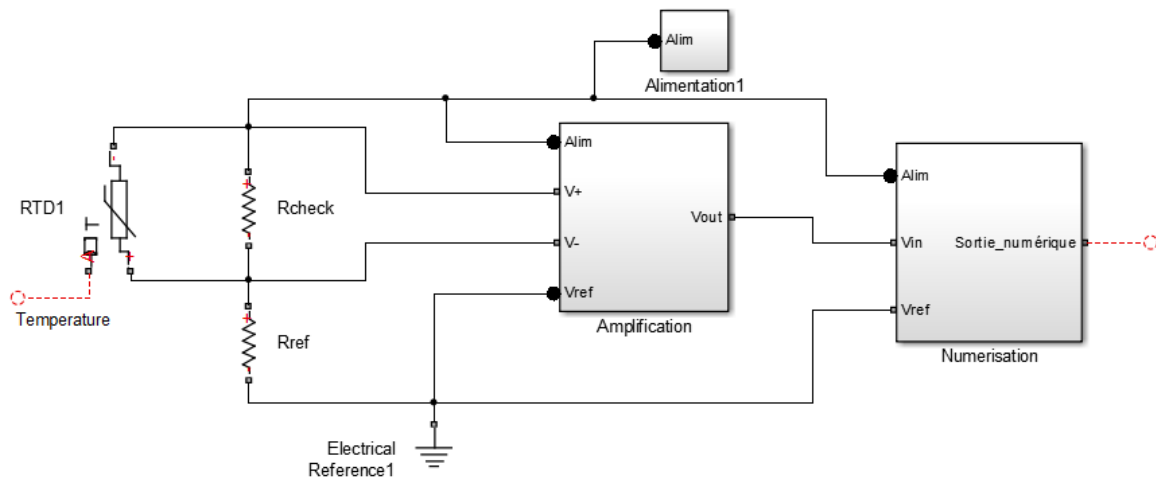 Alim
Alimentation1
RTD1
T
A
Temperature
Rcheck
Rref
Alim
V+
V-
Vref
Vout
Amplification
Alim
Vin
Vref
Sortie_numérique
Numerisation
Electrical
Reference1